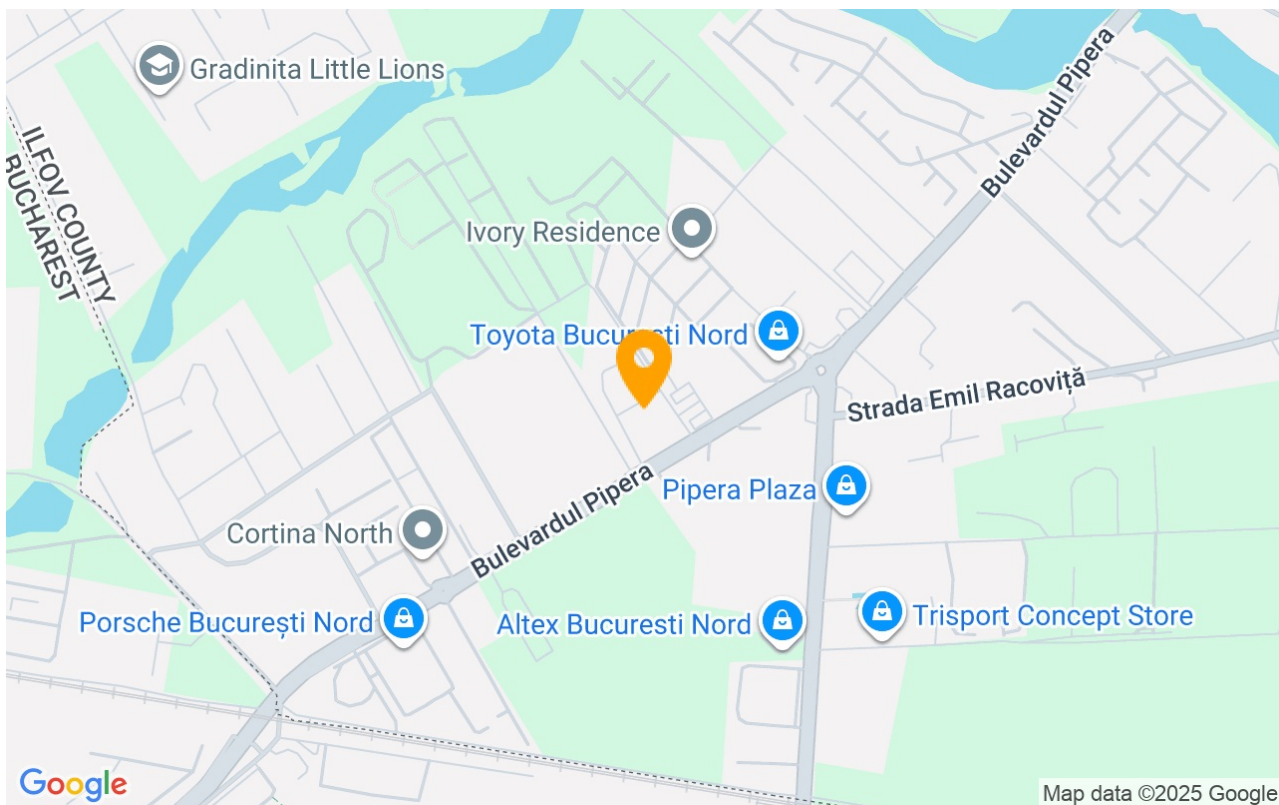 Gradinita Little Lions
ILFOV COUNTY
BUCHAREST
Bulevardul Pipera
Ivory Residence
Toyota Bucuresti Nord
Strada Emil Racoviță
Bulevardul Pipera
Pipera Plaza
Cortina North
Porsche București Nord
Altex Bucuresti Nord
Trisport Concept Store
Google
Map data ©2025 Google